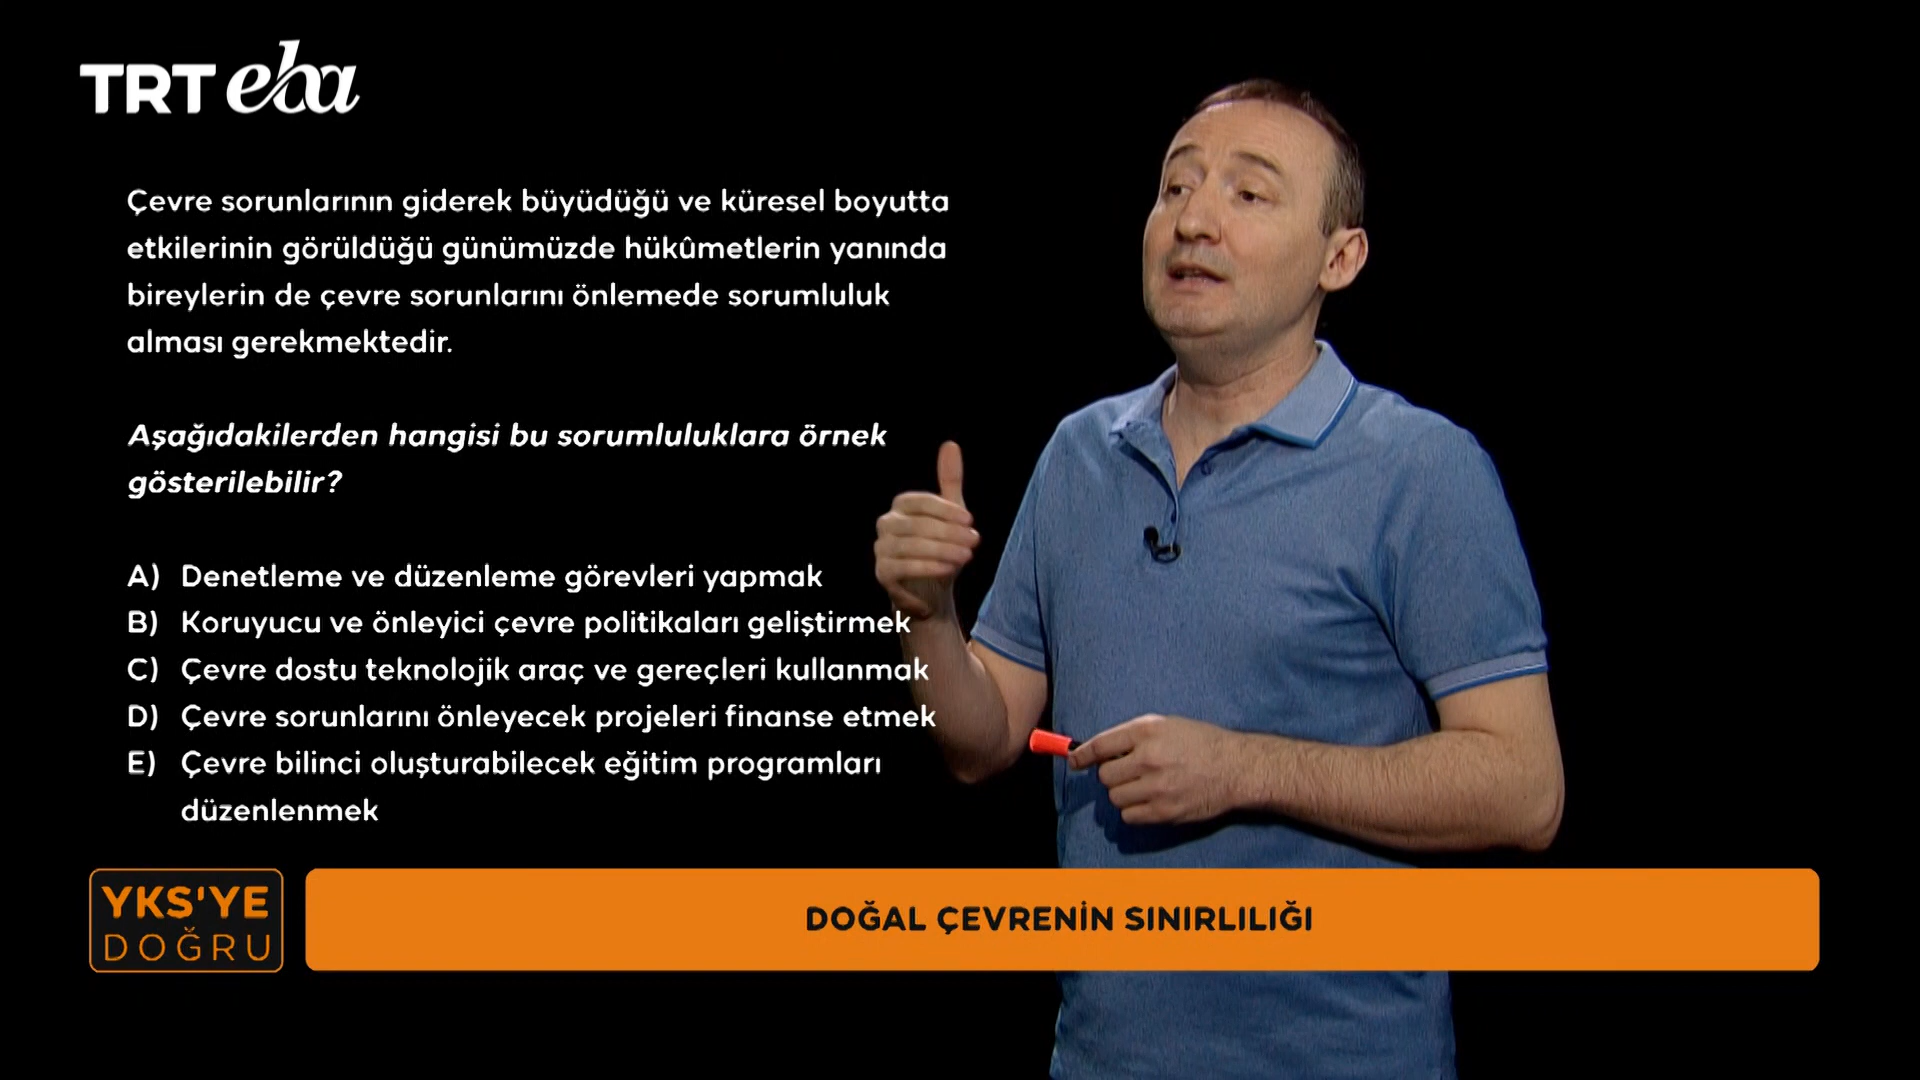 TRT eba
Çevre sorunlarının giderek büyüdüğü ve küresel boyutta
etkilerinin görüldüğü günümüzde hükûmetlerin yanında
bireylerin de çevre sorunlarını önlemede sorumluluk
alması gerekmektedir.
Aşağıdakilerden hangisi bu sorumluluklara örnek
gösterilebilir?
A) Denetleme ve düzenleme görevleri yapmak
B) Koruyucu ve önleyici çevre politikaları geliştirmek
C) Çevre dostu teknolojik araç ve gereçleri kullanmak
D) Çevre sorunlarını önleyecek projeleri finanse etmek
E) Çevre bilinci oluşturabilecek eğitim programları
düzenlenmek
YKS'YE
DOĞRU
DOĞAL ÇEVRENİN SINIRLILIĞI